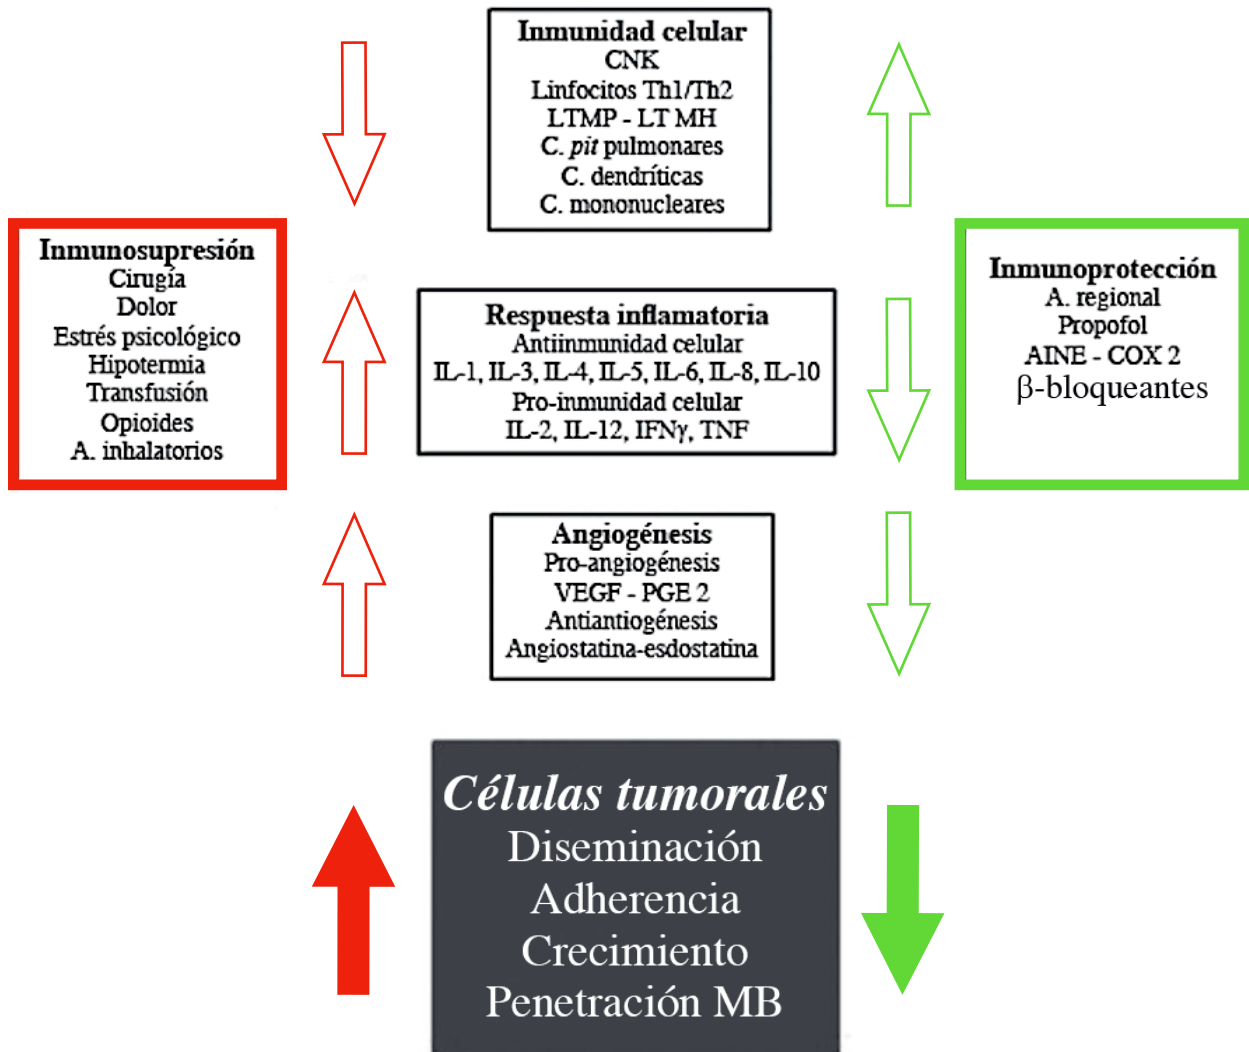 Inmunidad celular
CNK
Linfocitos Th1/Th2
LTMP - LT MH
C. pit pulmonares
C. dendríticas
C. mononucleares
Inmunosupresión
Cirugía
Dolor
Estrés psicológico
Hipotermia
Transfusión
Opioides
A. inhalatorios
Respuesta inflamatoria
Antiinmunidad celular
IL-1, IL-3, IL-4, IL-5, IL-6, IL-8, IL-10
Pro-inmunidad celular
IL-2, IL-12, IFNγ, TNF
Inmunoprotección
A. regional
Propofol
AINE - COX 2
β-bloqueantes
Angiogénesis
Pro-angiogénesis
VEGF - PGE 2
Antiantiogénesis
Angiostatina-esdostatina
Células tumorales
Diseminación
Adherencia
Crecimiento
Penetración MB